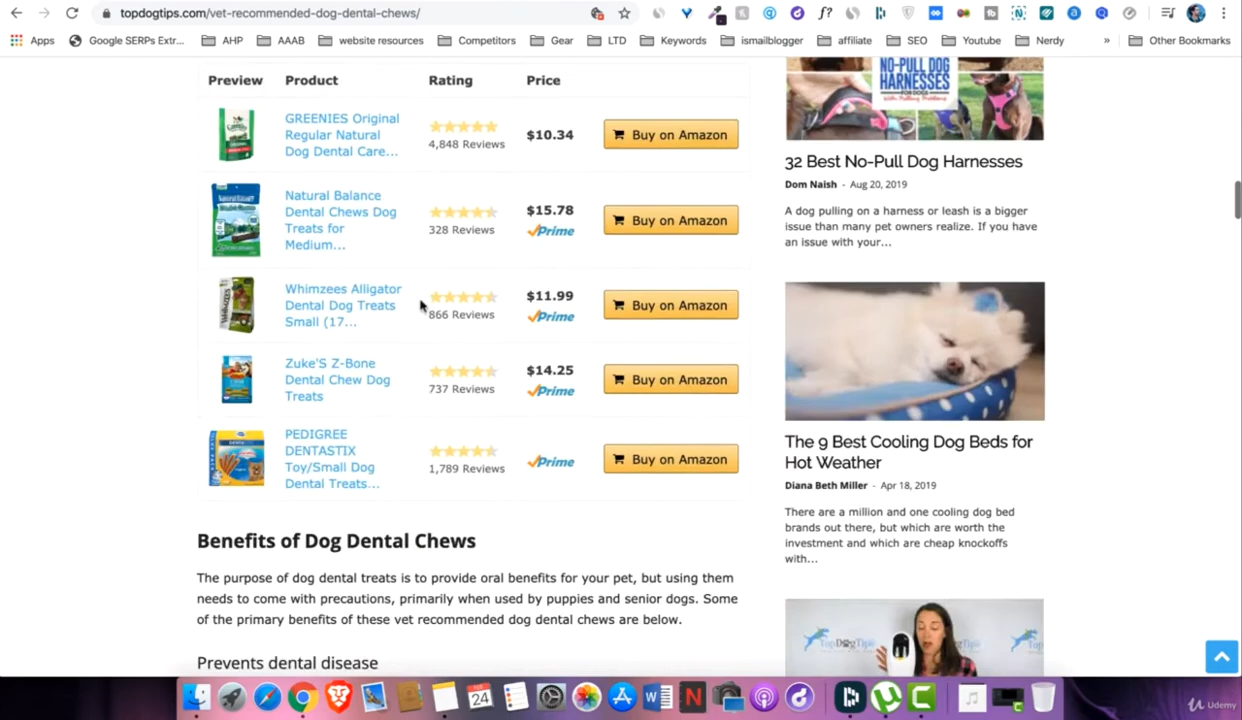 topdogtips.com/vet-recommended-dog-dental-chews/
Apps Google SERPs Extr... AHP AAAB website resources Competitors Gear LTD Keywords ismailblogger affiliate SEO Youtube Nerdy » Other Bookmarks
Preview Product Rating Price
GREENIES Original
Regular Natural
Dog Dental Care...
4,848 Reviews
$10.34
Buy on Amazon
Natural Balance
Dental Chews Dog
Treats for
Medium...
328 Reviews
$15.78
Prime
Buy on Amazon
Whimzees Alligator
Dental Dog Treats
Small (17...
866 Reviews
$11.99
Prime
Buy on Amazon
Zuke'S Z-Bone
Dental Chew Dog
Treats
737 Reviews
$14.25
Prime
Buy on Amazon
PEDIGREE
DENTASTIX
Toy/Small Dog
Dental Treats...
1,789 Reviews
Prime
Buy on Amazon
Benefits of Dog Dental Chews
The purpose of dog dental treats is to provide oral benefits for your pet, but using them
needs to come with precautions, primarily when used by puppies and senior dogs. Some
of the primary benefits of these vet recommended dog dental chews are below.
Prevents dental disease
NO-PULL DOG
HARNESSES
32 Best No-Pull Dog Harnesses
Dom Naish - Aug 20, 2019
A dog pulling on a harness or leash is a bigger
issue than many pet owners realize. If you have
an issue with your...
The 9 Best Cooling Dog Beds for
Hot Weather
Diana Beth Miller - Apr 18, 2019
There are a million and one cooling dog bed
brands out there, but which are worth the
investment and which are cheap knockoffs
with...
TopDogTips
24
Udemy